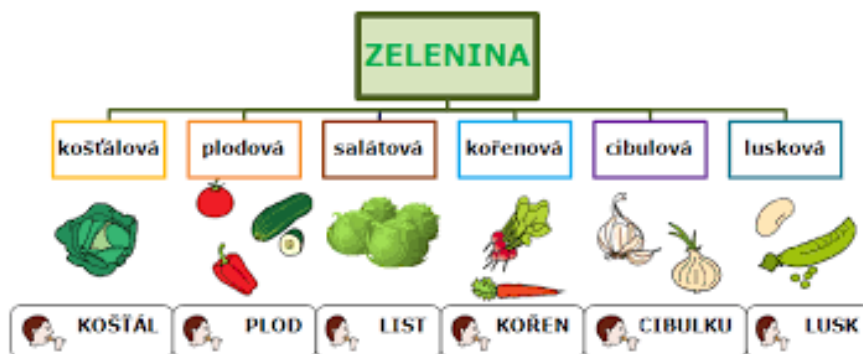 ZELENINA
košťálová plodová salátová kořenová cibulová lusková
KOŠŤÁL PLOD LIST KOŘEN CIBULKU LUSK